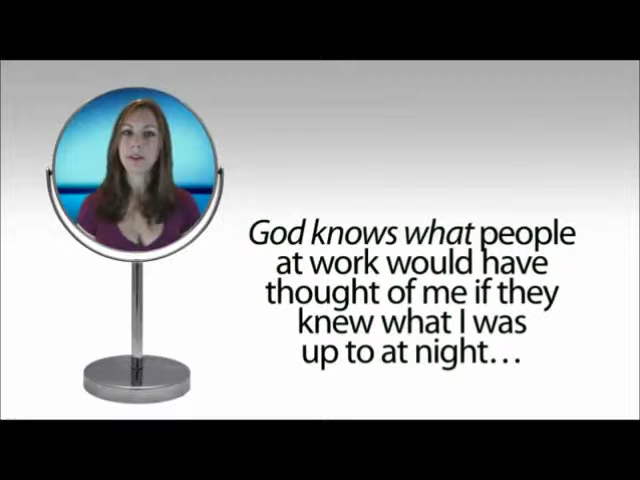 God knows what people
at work would have
thought of me if they
knew what I was
up to at night…